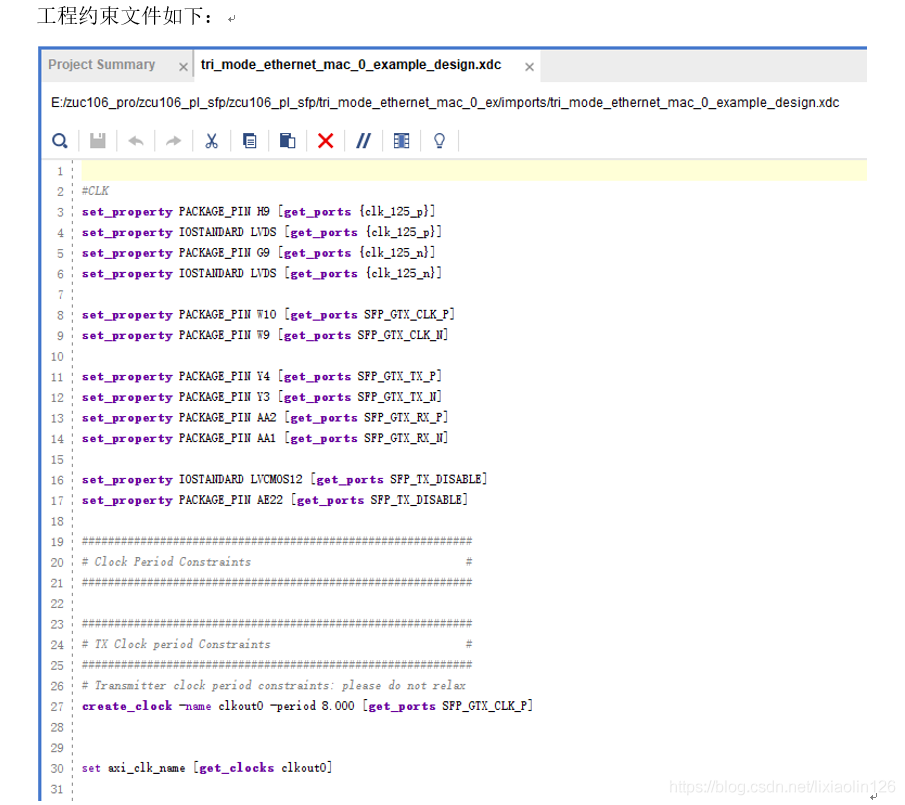 工程约束文件如下：
Project Summary × tri_mode_ethernet_mac_0_example_design.xdc ×
E:/zuc106_pro/zcu106_pl_sfp/zcu106_pl_sfp/tri_mode_ethernet_mac_0_ex/imports/tri_mode_ethernet_mac_0_example_design.xdc
1
2 #CLK
3 set_property PACKAGE_PIN H9 [get_ports {clk_125_p}]
4 set_property IOSTANDARD LVDS [get_ports {clk_125_p}]
5 set_property PACKAGE_PIN G9 [get_ports {clk_125_n}]
6 set_property IOSTANDARD LVDS [get_ports {clk_125_n}]
7
8 set_property PACKAGE_PIN W10 [get_ports SFP_GTX_CLK_P]
9 set_property PACKAGE_PIN W9 [get_ports SFP_GTX_CLK_N]
10
11 set_property PACKAGE_PIN Y4 [get_ports SFP_GTX_TX_P]
12 set_property PACKAGE_PIN Y3 [get_ports SFP_GTX_TX_N]
13 set_property PACKAGE_PIN AA2 [get_ports SFP_GTX_RX_P]
14 set_property PACKAGE_PIN AA1 [get_ports SFP_GTX_RX_N]
15
16 set_property IOSTANDARD LVCMOS12 [get_ports SFP_TX_DISABLE]
17 set_property PACKAGE_PIN AE22 [get_ports SFP_TX_DISABLE]
18
19 ############################################################
20 # Clock Period Constraints #
21 ############################################################
22
23 ############################################################
24 # TX Clock period Constraints #
25 ############################################################
26 # Transmitter clock period constraints: please do not relax
27 create_clock -name clkout0 -period 8.000 [get_ports SFP_GTX_CLK_P]
28
29
30 set axi_clk_name [get_clocks clkout0]
31
https://blog.csdn.net/lixiaolin126